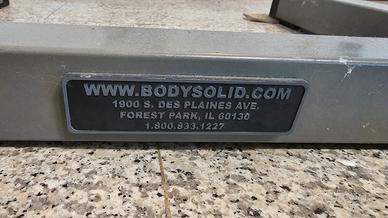 WWW.BODYSOLID.COM
1900 S. DES PLAINES AVE.
FOREST PARK, IL 60130
1.800.833.1227